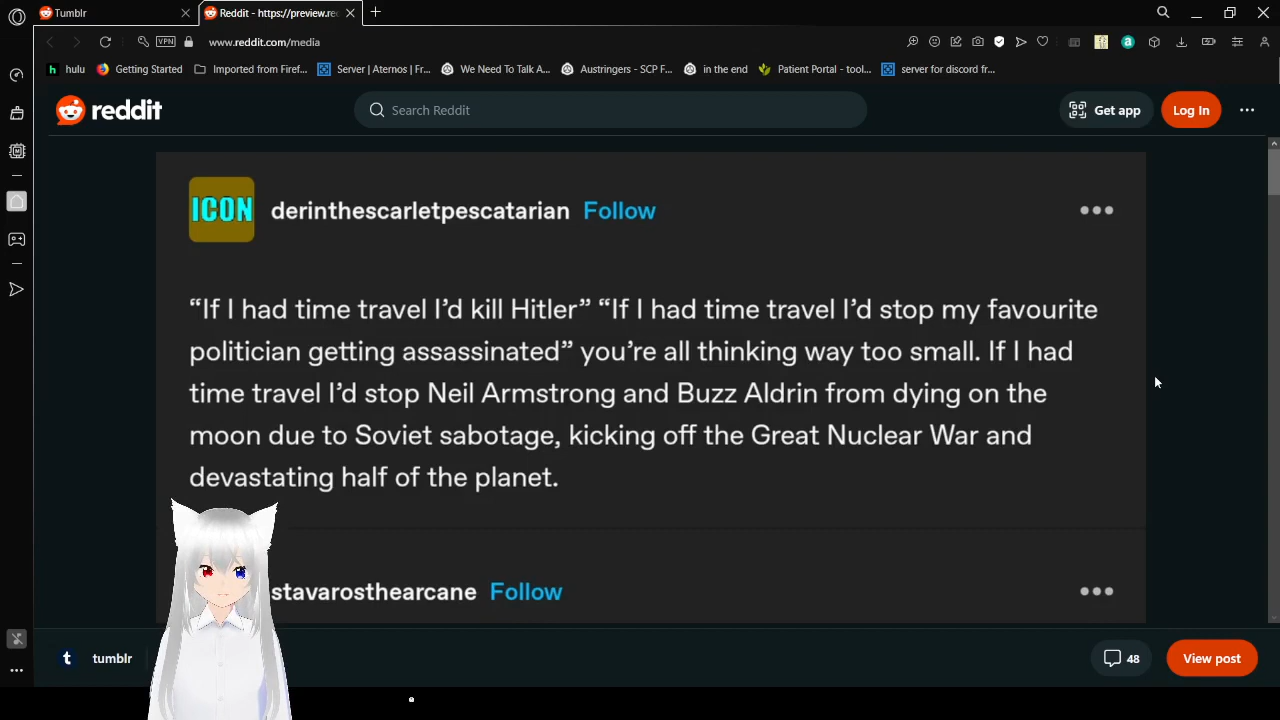 Tumblr
Reddit - https://preview.re
VPN
www.reddit.com/media
hulu
Getting Started
Imported from Firef...
Server | Aternos | Fr...
We Need To Talk A...
Austringers - SCP F...
in the end
Patient Portal - tool...
server for discord fr...
reddit
Search Reddit
Get app
Log In
ICON
derinthescarletpescatarian Follow
“If I had time travel I’d kill Hitler” “If I had time travel I’d stop my favourite
politician getting assassinated” you’re all thinking way too small. If I had
time travel I’d stop Neil Armstrong and Buzz Aldrin from dying on the
moon due to Soviet sabotage, kicking off the Great Nuclear War and
devastating half of the planet.
stavarosthearcane Follow
t tumblr
48
View post